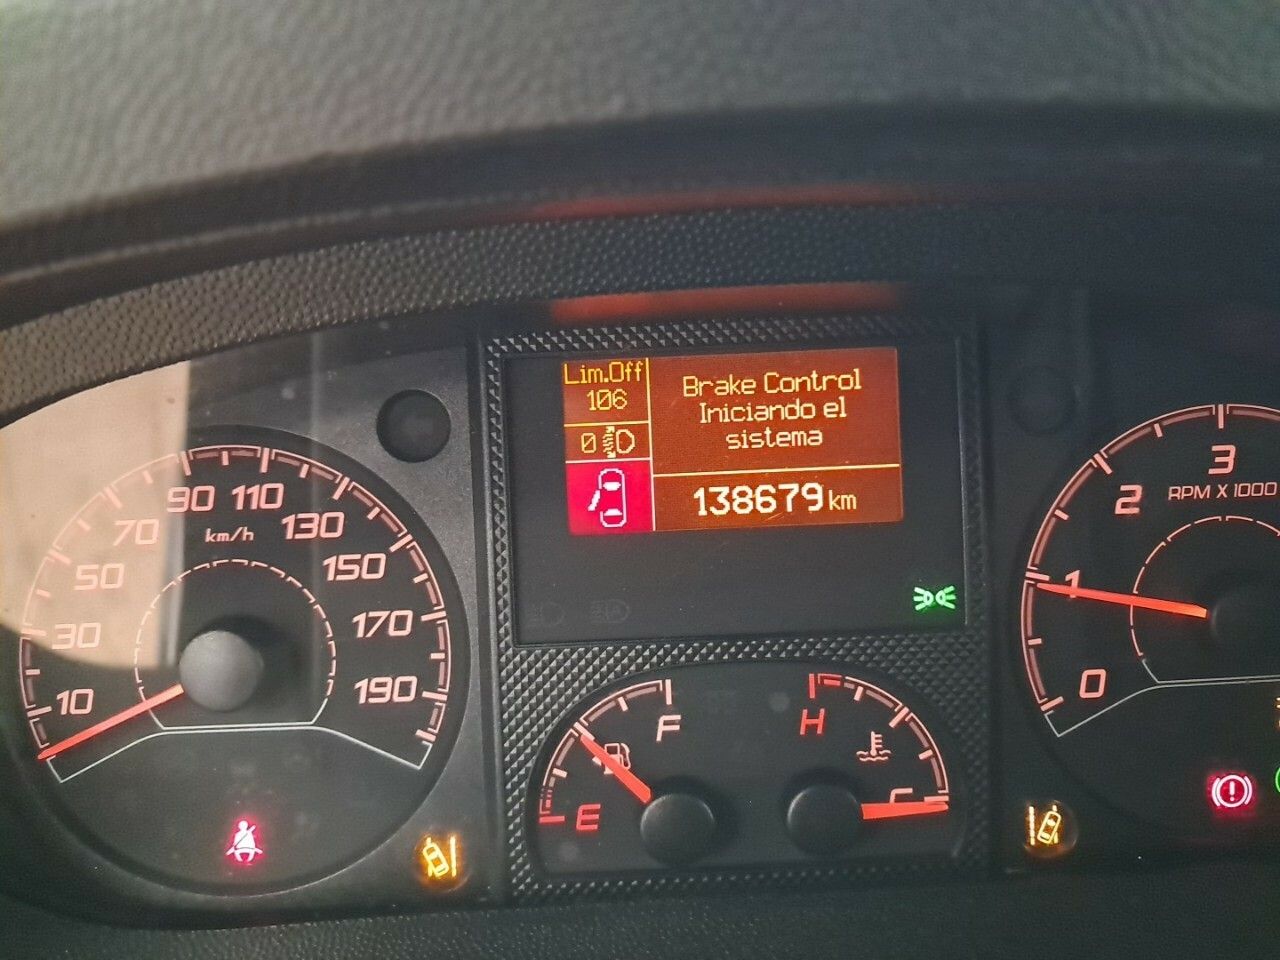 Lim.Off
106
0
Brake Control
Iniciando el
sistema
138679 km
10
30
50
70
90
110
130
150
170
190
km/h
E
F
H
C
0
1
2
3
RPM X 1000